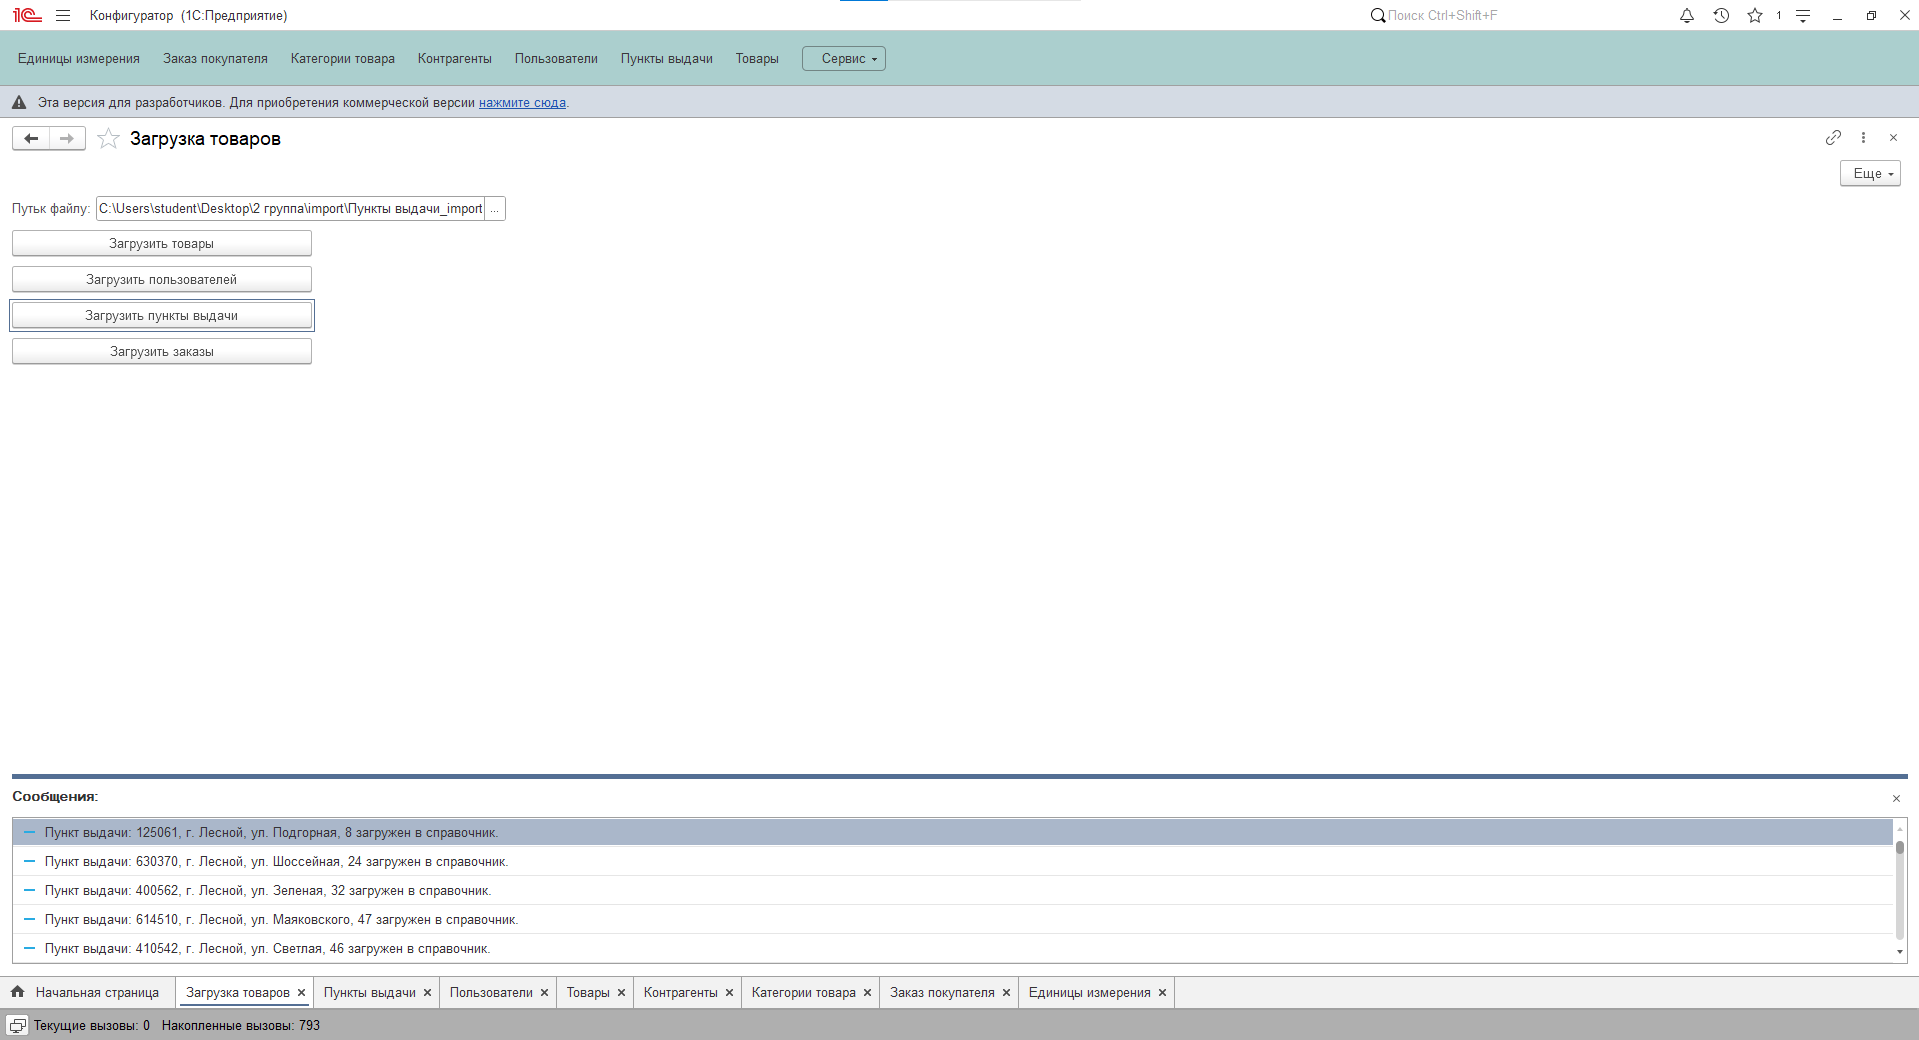 1С Конфигуратор (1С:Предприятие) Поиск Ctrl+Shift+F 1
Единицы измерения Заказ покупателя Категории товара Контрагенты Пользователи Пункты выдачи Товары Сервис
Эта версия для разработчиков. Для приобретения коммерческой версии нажмите сюда.
Загрузка товаров
Еще
Путьк файлу: C:\Users\student\Desktop\2 группа\import\Пункты выдачи_import ...
Загрузить товары
Загрузить пользователей
Загрузить пункты выдачи
Загрузить заказы
Сообщения:
Пункт выдачи: 125061, г. Лесной, ул. Подгорная, 8 загружен в справочник.
Пункт выдачи: 630370, г. Лесной, ул. Шоссейная, 24 загружен в справочник.
Пункт выдачи: 400562, г. Лесной, ул. Зеленая, 32 загружен в справочник.
Пункт выдачи: 614510, г. Лесной, ул. Маяковского, 47 загружен в справочник.
Пункт выдачи: 410542, г. Лесной, ул. Светлая, 46 загружен в справочник.
Начальная страница Загрузка товаров Пункты выдачи Пользователи Товары Контрагенты Категории товара Заказ покупателя Единицы измерения
Текущие вызовы: 0 Накопленные вызовы: 793